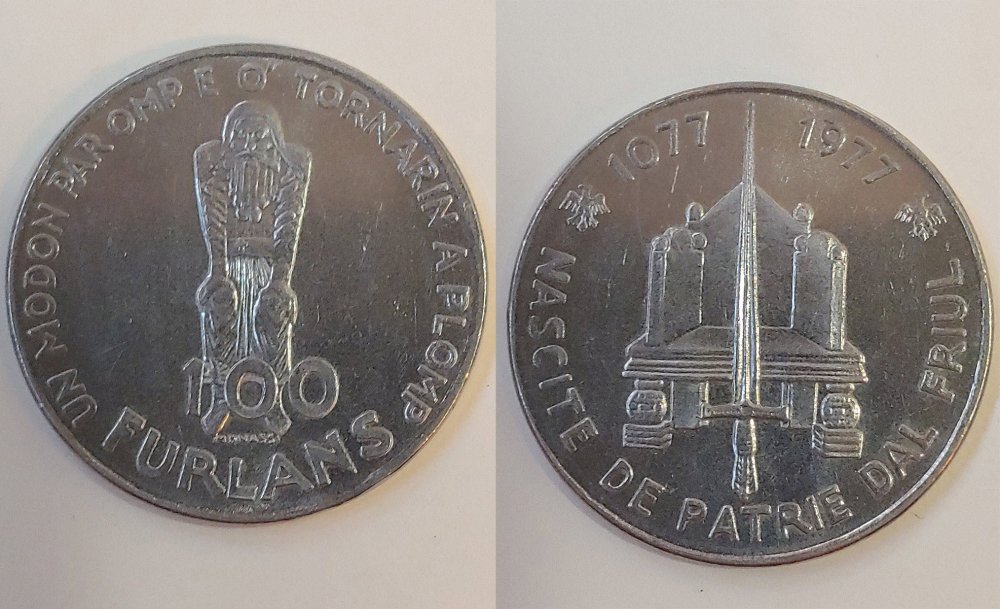 UN MODON PAR OMP E O' TORNARIN A PLOMP
100
FURLANS
1077 1977
NASCITE DE PATRIE DAL FRIUL